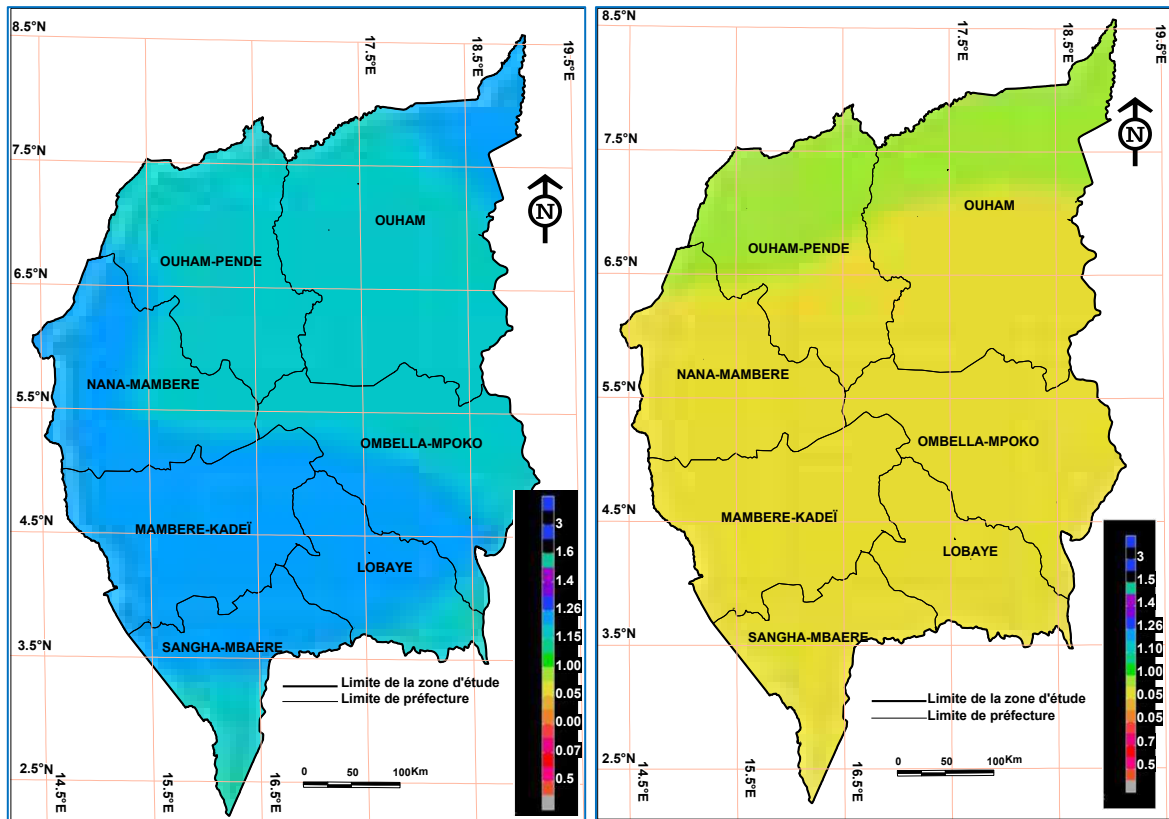 8.5°N
17.5°E
18.5°E
19.5°E
7.5°N
N
OUHAM
OUHAM-PENDE
6.5°N
NANA-MAMBERE
5.5°N
OMBELLA-MPOKO
4.5°N
MAMBERE-KADEÏ
LOBAYE
SANGHA-MBAERE
3.5°N
Limite de la zone d'étude
Limite de préfecture
2.5°N
14.5°E
15.5°E
16.5°E
0 50 100Km
3
1.6
1.4
1.26
1.15
1.00
0.05
0.00
0.07
0.5
8.5°N
17.5°E
18.5°E
19.5°E
7.5°N
N
OUHAM
OUHAM-PENDE
6.5°N
NANA-MAMBERE
5.5°N
OMBELLA-MPOKO
4.5°N
MAMBERE-KADEÏ
LOBAYE
SANGHA-MBAERE
3.5°N
Limite de la zone d'étude
Limite de préfecture
2.5°N
14.5°E
15.5°E
16.5°E
0 50 100Km
3
1.5
1.4
1.26
1.10
1.00
0.05
0.05
0.7
0.5